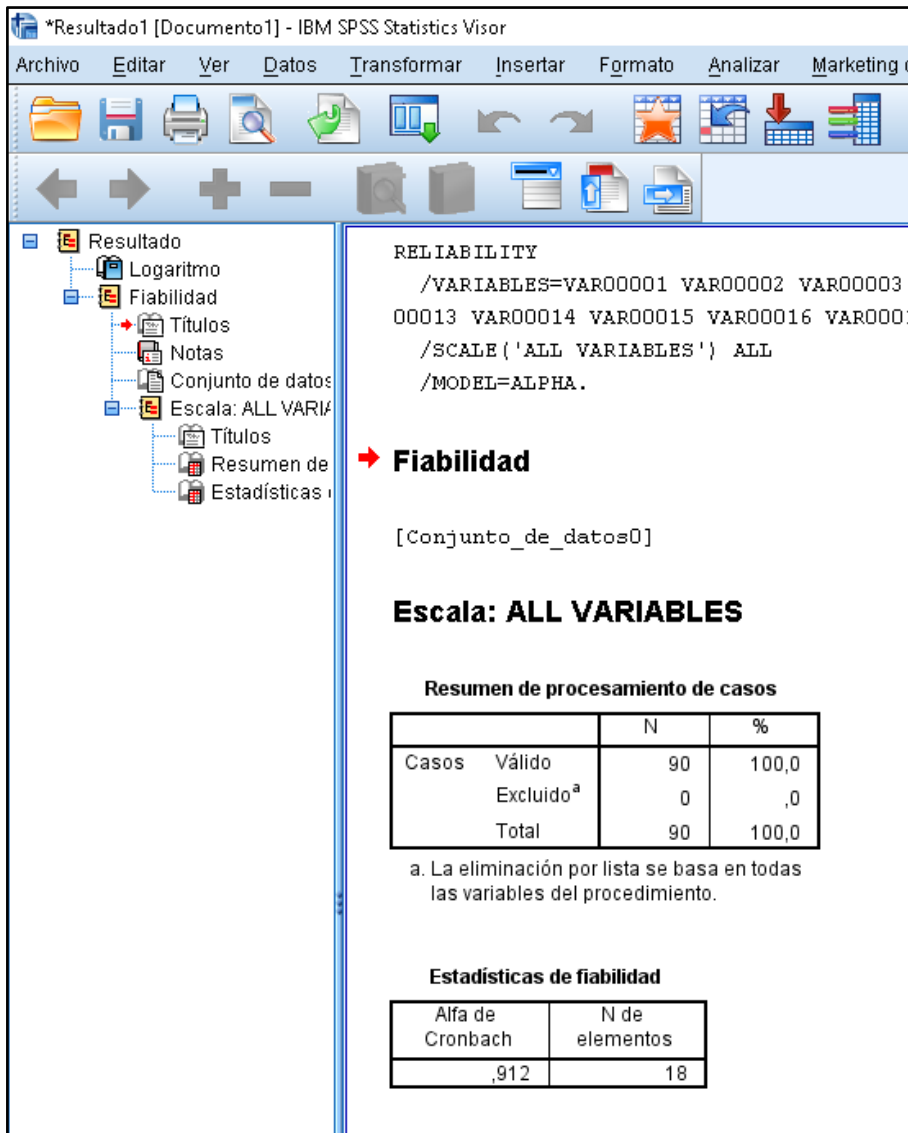 *Resultado1 [Documento1] - IBM SPSS Statistics Visor
Archivo Editar Ver Datos Transformar Insertar Formato Analizar Marketing
Resultado
Logaritmo
Fiabilidad
Títulos
Notas
Conjunto de datos
Escala: ALL VARIA
Títulos
Resumen de
Estadísticas
RELIABILITY
/VARIABLES=VAR00001 VAR00002 VAR00003
00013 VAR00014 VAR00015 VAR00016 VAR0001
/SCALE('ALL VARIABLES') ALL
/MODEL=ALPHA.
Fiabilidad
[Conjunto_de_datos0]
Escala: ALL VARIABLES
Resumen de procesamiento de casos
N %
Casos Válido 90 100,0
Excluido^a 0 ,0
Total 90 100,0
a. La eliminación por lista se basa en todas
las variables del procedimiento.
Estadísticas de fiabilidad
Alfa de N de
Cronbach elementos
,912 18